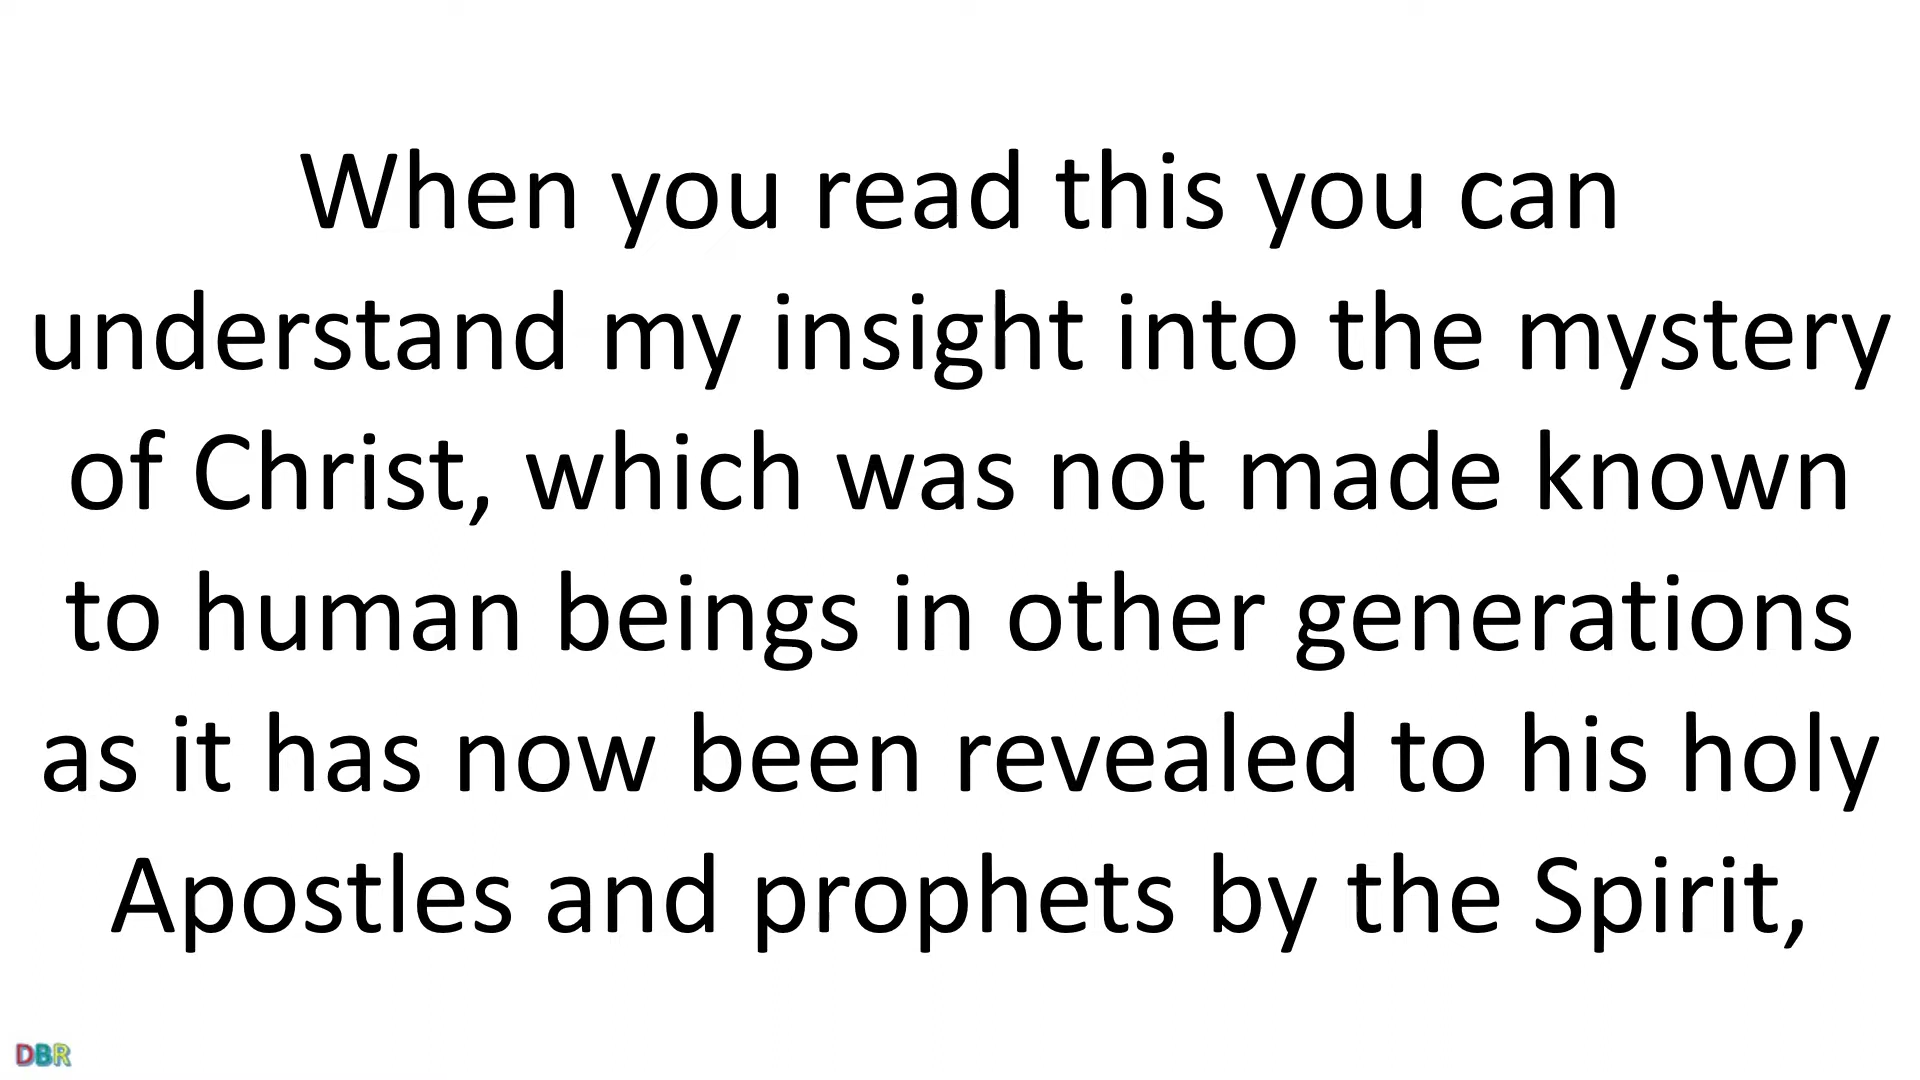 When you read this you can
understand my insight into the mystery
of Christ, which was not made known
to human beings in other generations
as it has now been revealed to his holy
Apostles and prophets by the Spirit,
DBR